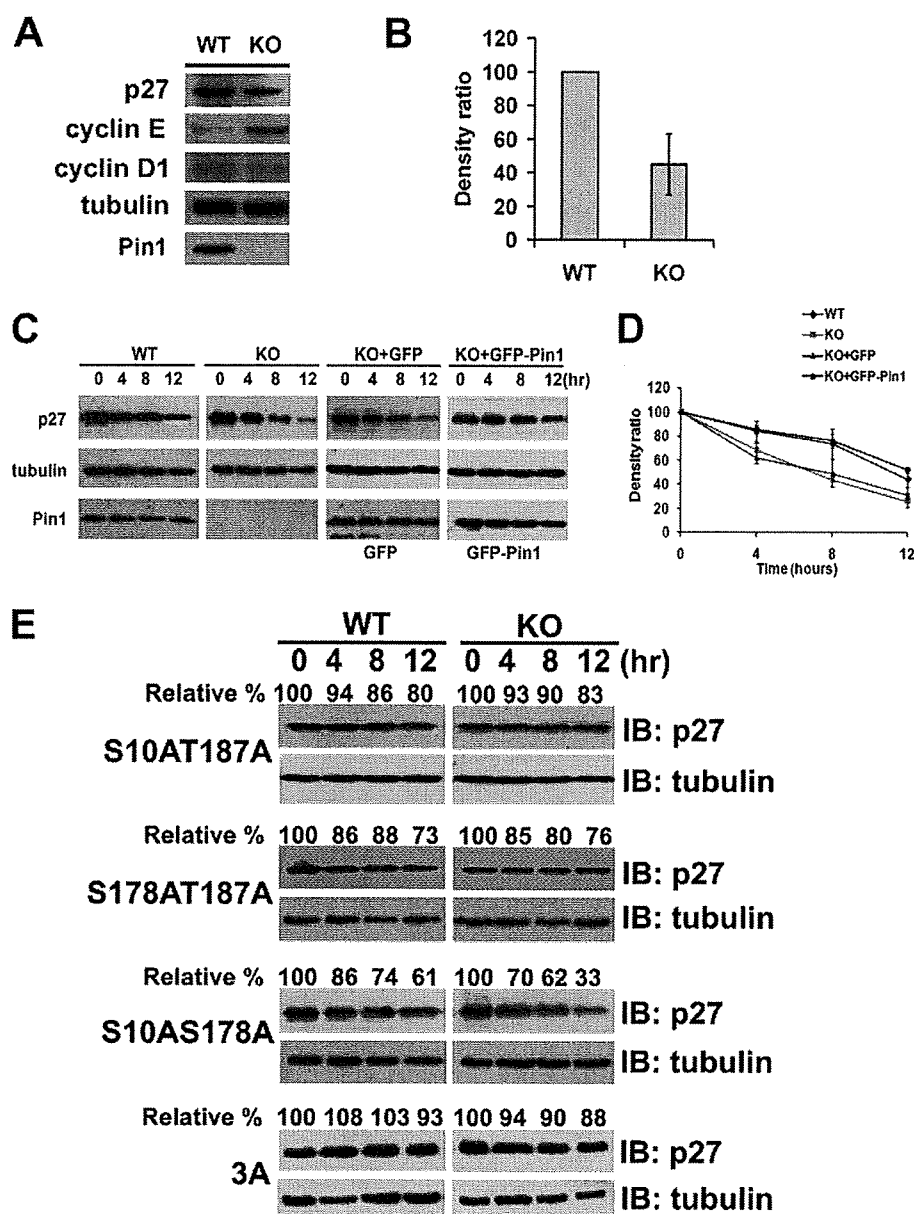 A
WT KO
p27
cyclin E
cyclin D1
tubulin
Pin1
B
Density ratio
120
100
80
60
40
20
0
WT KO
C
WT KO KO+GFP KO+GFP-Pin1
0 4 8 12 0 4 8 12 0 4 8 12 0 4 8 12(hr)
p27
tubulin
Pin1
GFP GFP-Pin1
D
WT
KO
KO+GFP
KO+GFP-Pin1
Density ratio
120
100
80
60
40
20
0
0 4 8 12
Time (hours)
E
WT KO
0 4 8 12 0 4 8 12 (hr)
Relative % 100 94 86 80 100 93 90 83
S10AT187A
IB: p27
IB: tubulin
Relative % 100 86 88 73 100 85 80 76
S178AT187A
IB: p27
IB: tubulin
Relative % 100 86 74 61 100 70 62 33
S10AS178A
IB: p27
IB: tubulin
Relative % 100 108 103 93 100 94 90 88
3A
IB: p27
IB: tubulin